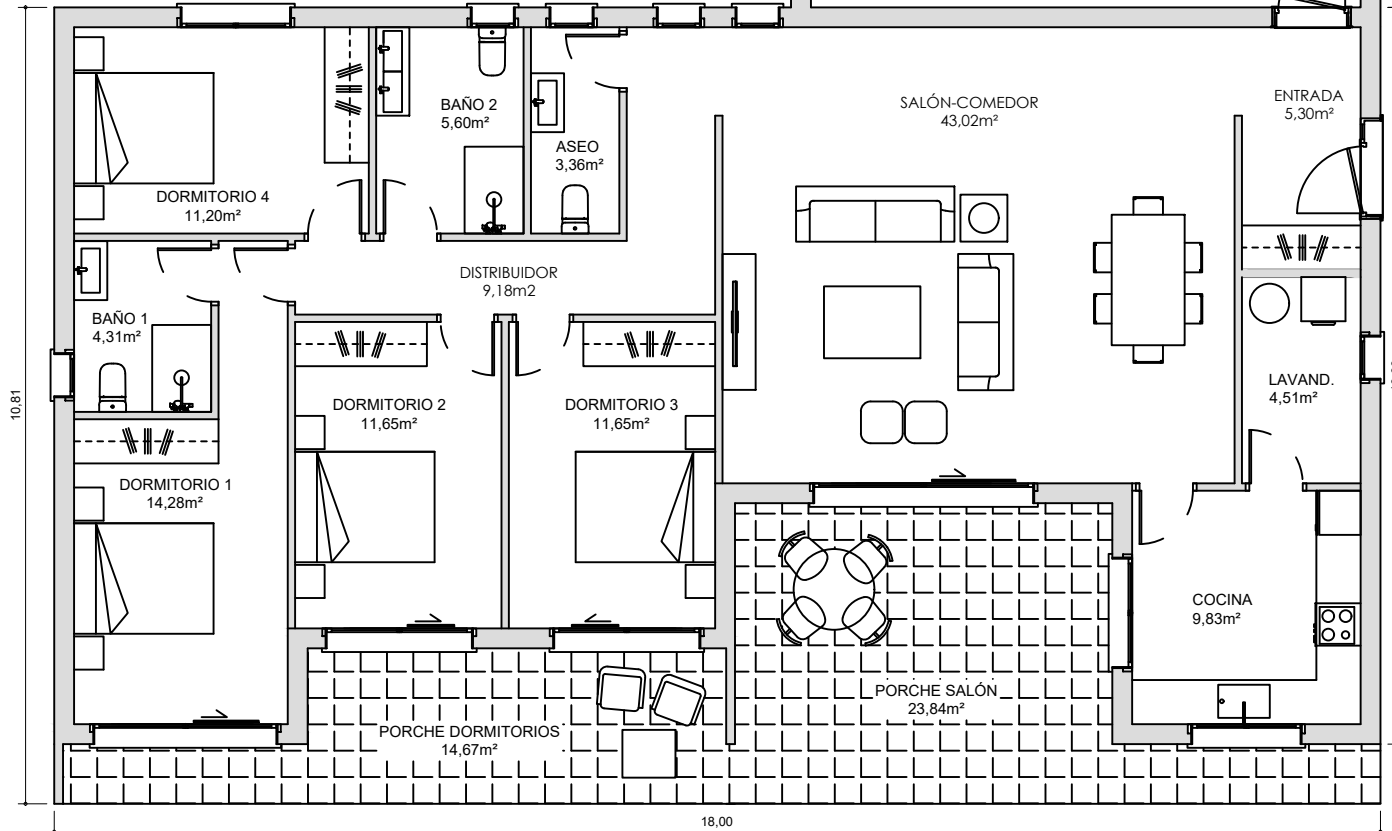 BAÑO 2
5,60m²
SALÓN-COMEDOR
43,02m²
ENTRADA
5,30m²
ASEO
3,36m²
DORMITORIO 4
11,20m²
DISTRIBUIDOR
9,18m2
BAÑO 1
4,31m²
LAVAND.
4,51m²
DORMITORIO 2
11,65m²
DORMITORIO 3
11,65m²
10,81
DORMITORIO 1
14,28m²
COCINA
9,83m²
PORCHE SALÓN
23,84m²
PORCHE DORMITORIOS
14,67m²
18,00